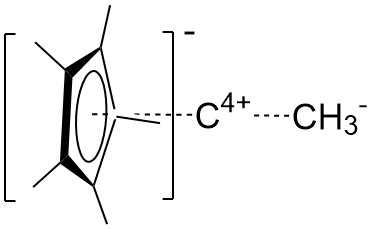 [ ]⁻ C⁴⁺ CH₃⁻